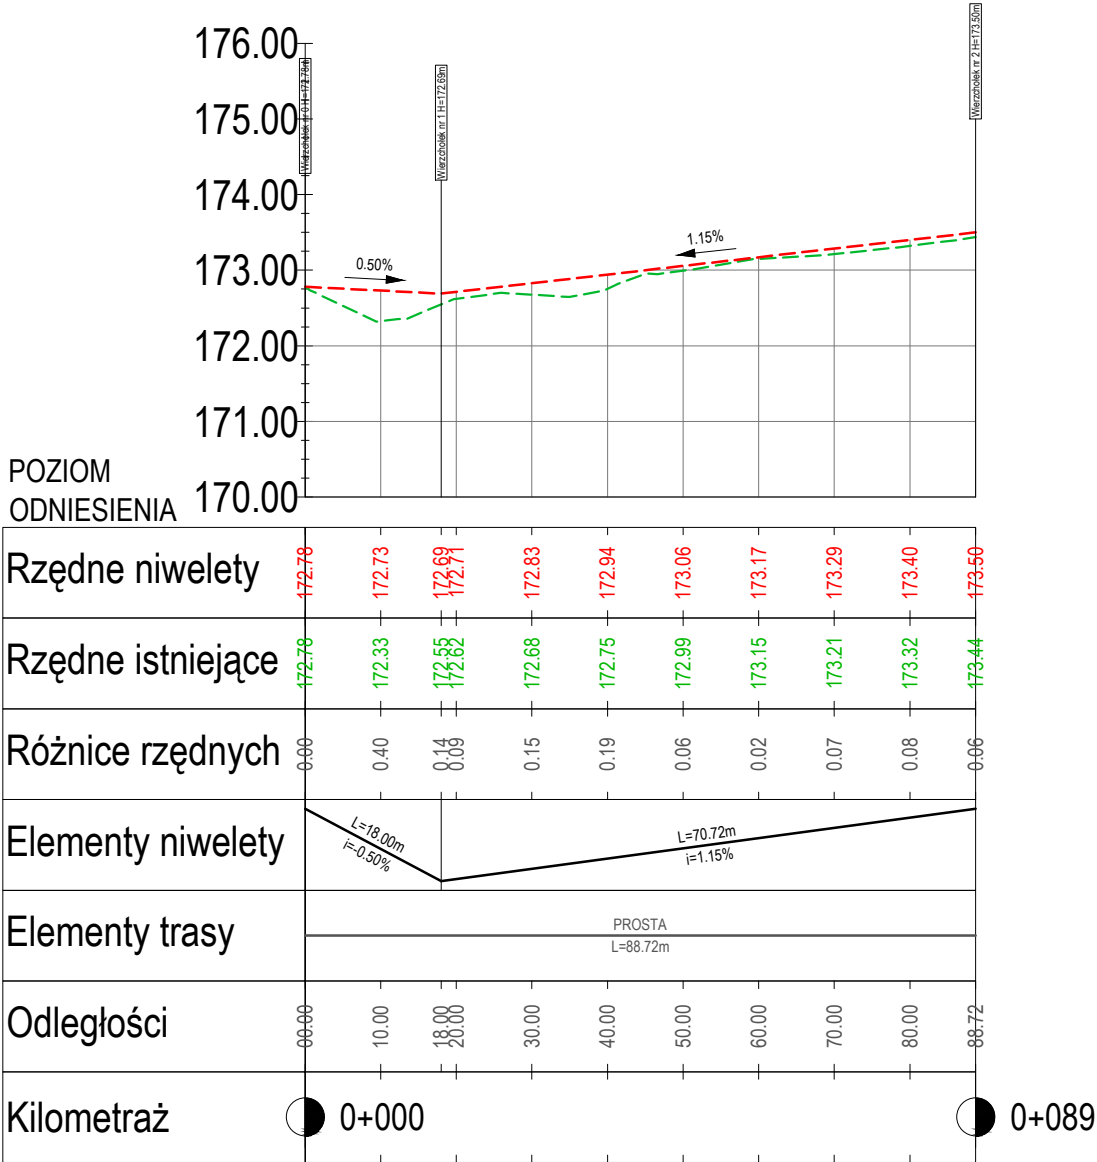 176.00
175.00
174.00
173.00
172.00
171.00
170.00
Wierzchołek nr 0 H=172.78m
Wierzchołek nr 1 H=172.69m
Wierzchołek nr 2 H=173.50m
0.50%
1.15%
POZIOM
ODNIESIENIA
Rzędne niwelety
172.78 172.73 172.69 172.71 172.83 172.94 173.06 173.17 173.29 173.40 173.50
Rzędne istniejące
172.78 172.33 172.55 172.62 172.68 172.75 172.99 173.15 173.21 173.32 173.44
Różnice rzędnych
0.00 0.40 0.14 0.09 0.15 0.19 0.06 0.02 0.07 0.08 0.06
Elementy niwelety
L=18.00m
i=-0.50%
L=70.72m
i=1.15%
Elementy trasy
PROSTA
L=88.72m
Odległości
00.00 10.00 18.00 20.00 30.00 40.00 50.00 60.00 70.00 80.00 88.72
Kilometraż
0+000
0+089